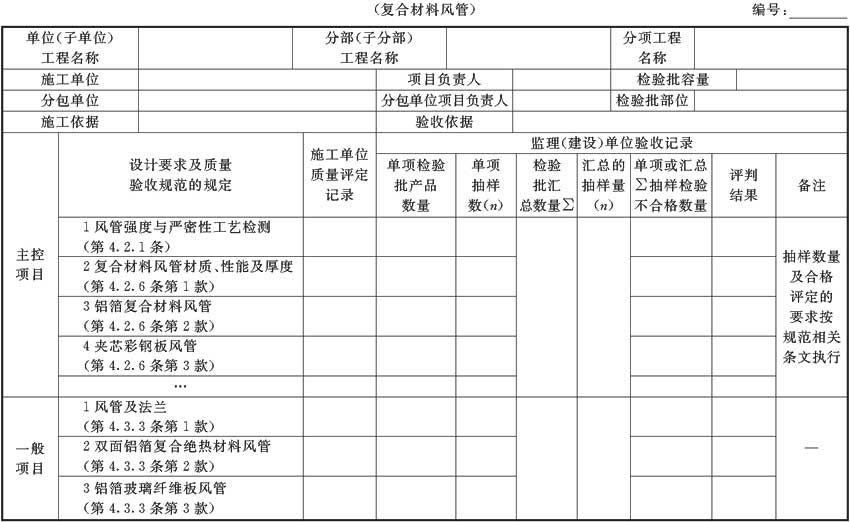 （复合材料风管）
编号：
单位(子单位)
工程名称
分部(子分部)
工程名称
分项工程
名称
施工单位
项目负责人
检验批容量
分包单位
分包单位项目负责人
检验批部位
施工依据
验收依据
设计要求及质量
验收规范的规定
施工单位
质量评定
记录
监理(建设)单位验收记录
单项检验
批产品
数量
单项
抽样
数(n)
检验
批汇
总数量∑
汇总的
抽样量
(n)
单项或汇总
∑抽样检验
不合格数量
评判
结果
备注
主控
项目
1 风管强度与严密性工艺检测
(第 4.2.1 条)
2 复合材料风管材质、性能及厚度
(第 4.2.6 条第 1 款)
3 铝箔复合材料风管
(第 4.2.6 条第 2 款)
4 夹芯彩钢板风管
(第 4.2.6 条第 3 款)
…
抽样数量
及合格
评定的
要求按
规范相关
条文执行
一般
项目
1 风管及法兰
(第 4.3.3 条第 1 款)
2 双面铝箔复合绝热材料风管
(第 4.3.3 条第 2 款)
3 铝箔玻璃纤维板风管
(第 4.3.3 条第 3 款)
—